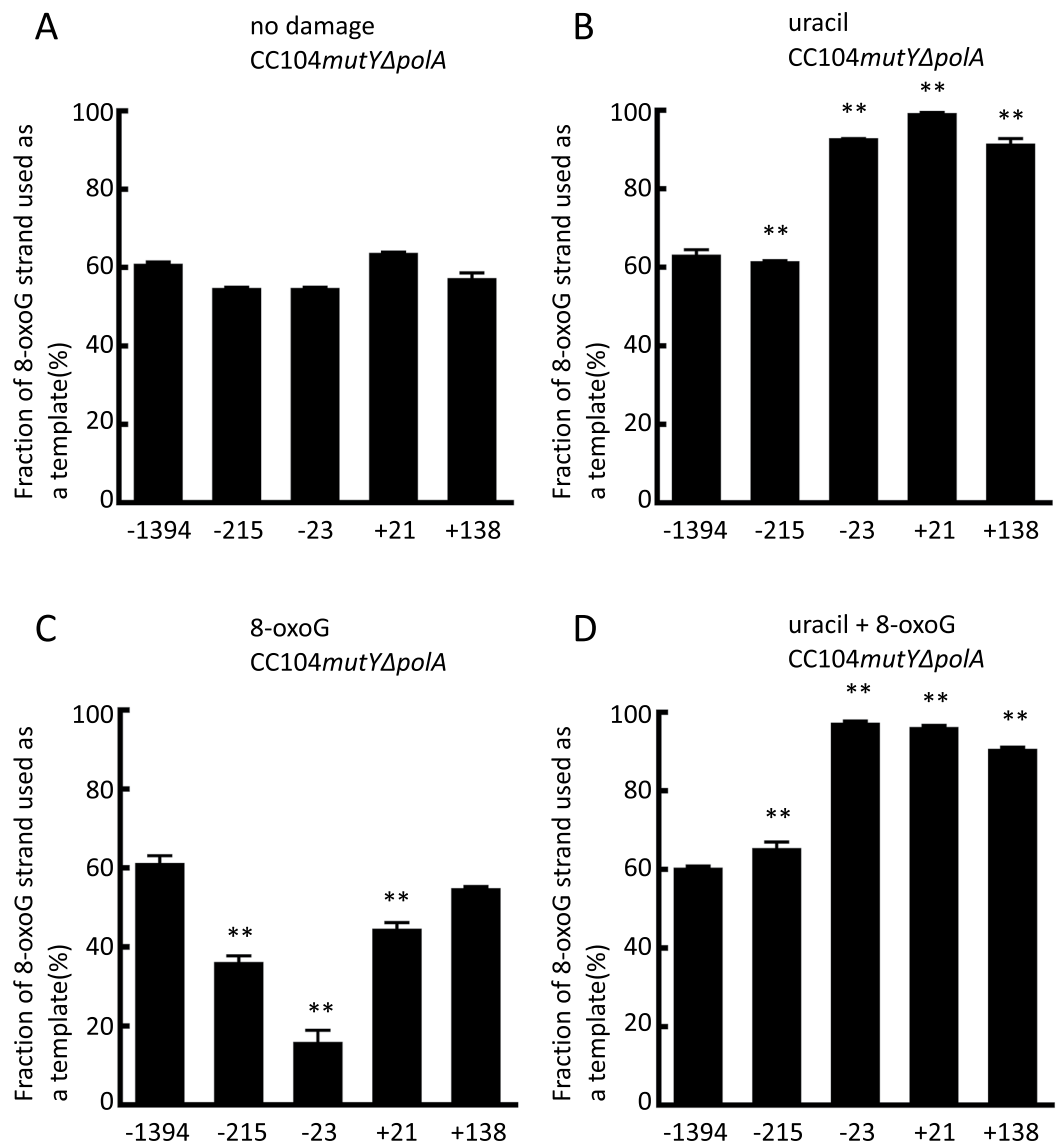 A
no damage
CC104mutYΔpolA
Fraction of 8-oxoG strand used as
a template(%)
100
80
60
40
20
0
-1394 -215 -23 +21 +138
B
uracil
CC104mutYΔpolA
Fraction of 8-oxoG strand used as
a template(%)
100
80
60
40
20
0
** ** ** **
-1394 -215 -23 +21 +138
C
8-oxoG
CC104mutYΔpolA
Fraction of 8-oxoG strand used as
a template(%)
100
80
60
40
20
0
** ** **
-1394 -215 -23 +21 +138
D
uracil + 8-oxoG
CC104mutYΔpolA
Fraction of 8-oxoG strand used as
a template(%)
100
80
60
40
20
0
** ** ** **
-1394 -215 -23 +21 +138